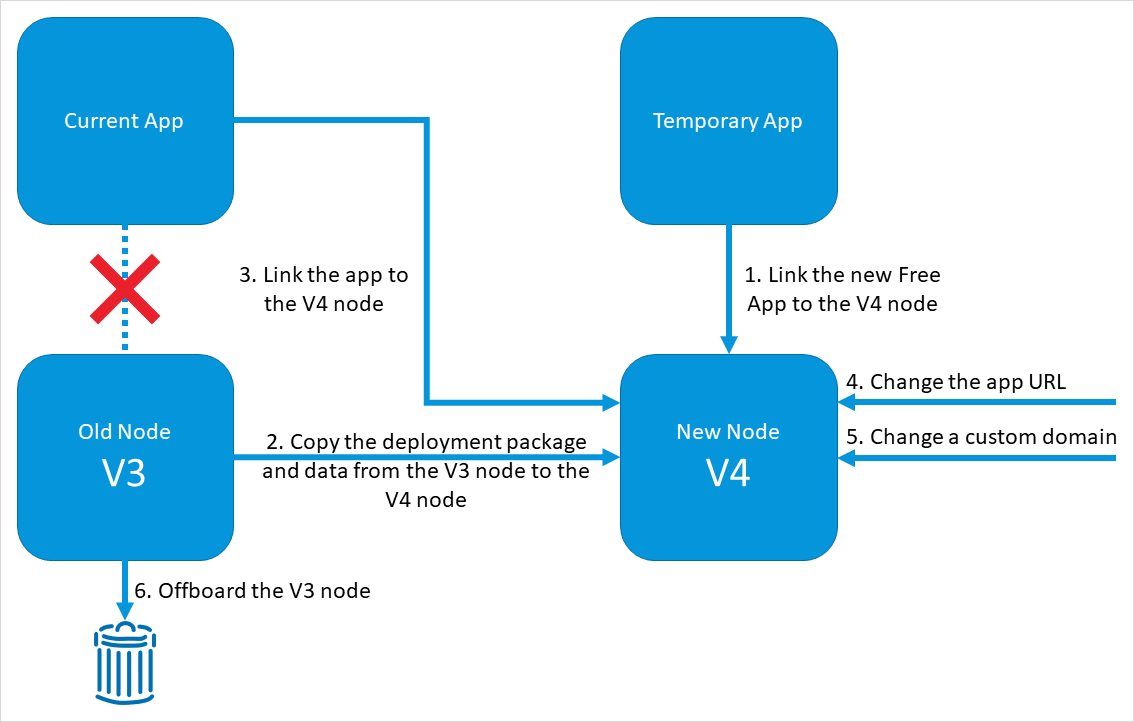 Current App
Temporary App
3. Link the app to
the V4 node
1. Link the new Free
App to the V4 node
4. Change the app URL
5. Change a custom domain
Old Node
V3
2. Copy the deployment package
and data from the V3 node to the
V4 node
New Node
V4
6. Offboard the V3 node